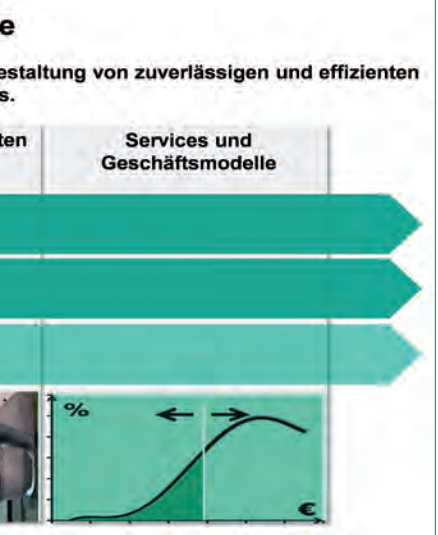 e
estaltung von zuverlässigen und effizienten
s.
ten
Services und
Geschäftsmodelle
%
€